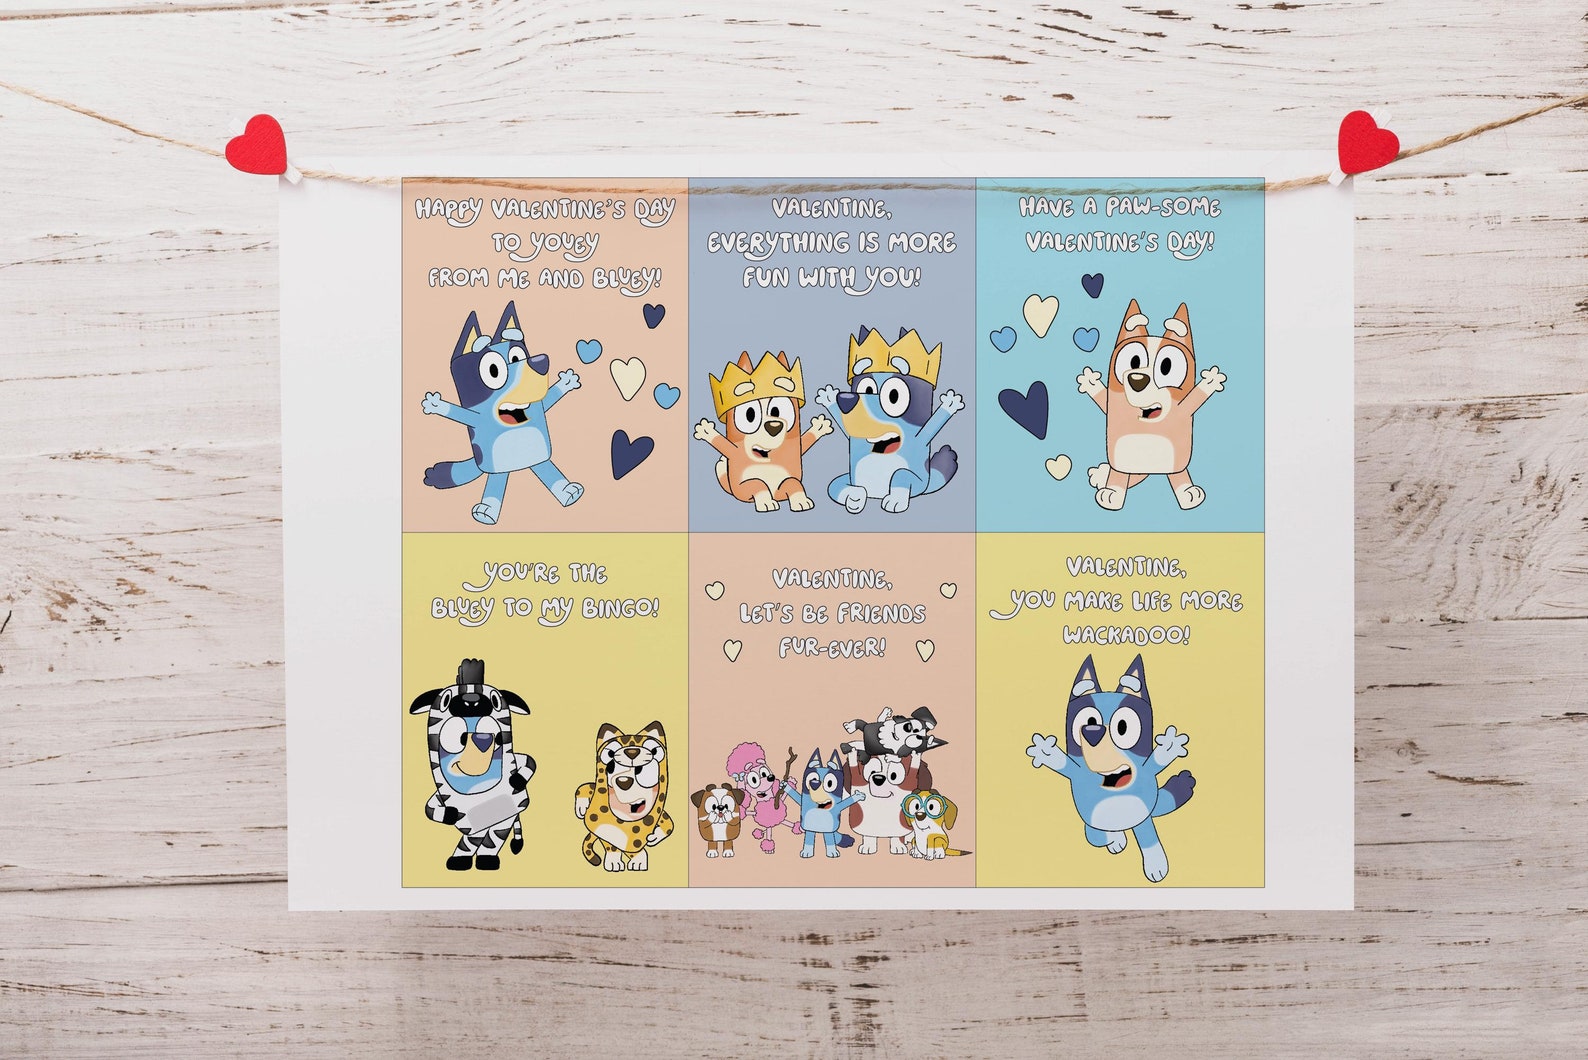 HAPPY VALENTINE'S DAY
TO YOUEY
FROM ME AND BLUEY!
VALENTINE,
EVERYTHING IS MORE
FUN WITH YOU!
HAVE A PAW-SOME
VALENTINE'S DAY!
YOU'RE THE
BLUEY TO MY BINGO!
VALENTINE,
LET'S BE FRIENDS
FUR-EVER!
VALENTINE,
YOU MAKE LIFE MORE
WACKADOO!